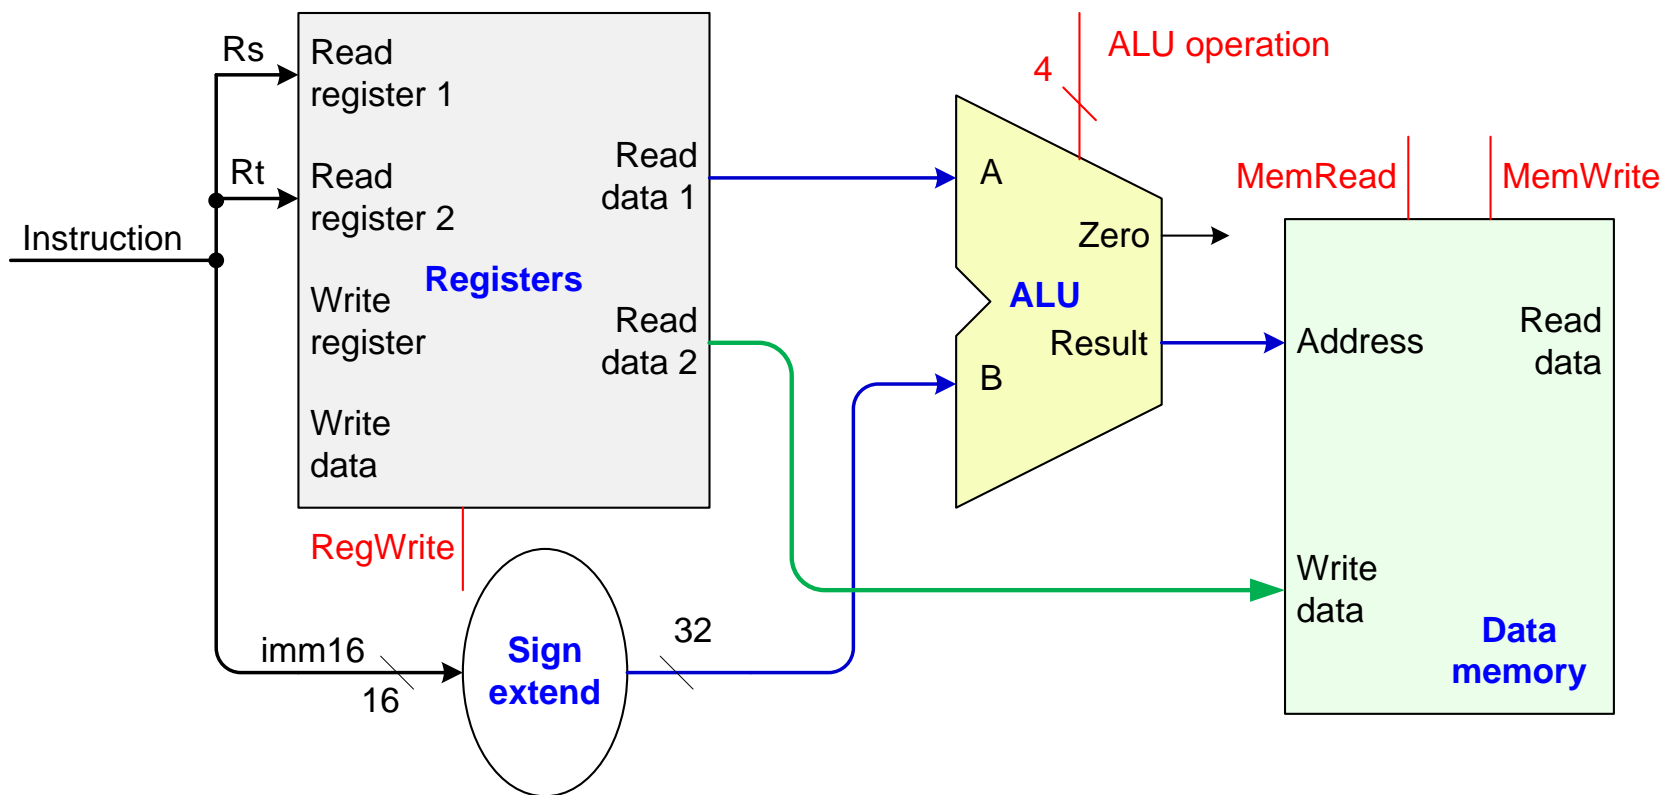 Instruction
Rs
Rt
Read
register 1
Read
register 2
Write
register
Write
data
Registers
Read
data 1
Read
data 2
RegWrite
imm16
16
Sign
extend
32
ALU operation
4
A
B
ALU
Zero
Result
MemRead
MemWrite
Address
Read
data
Write
data
Data
memory